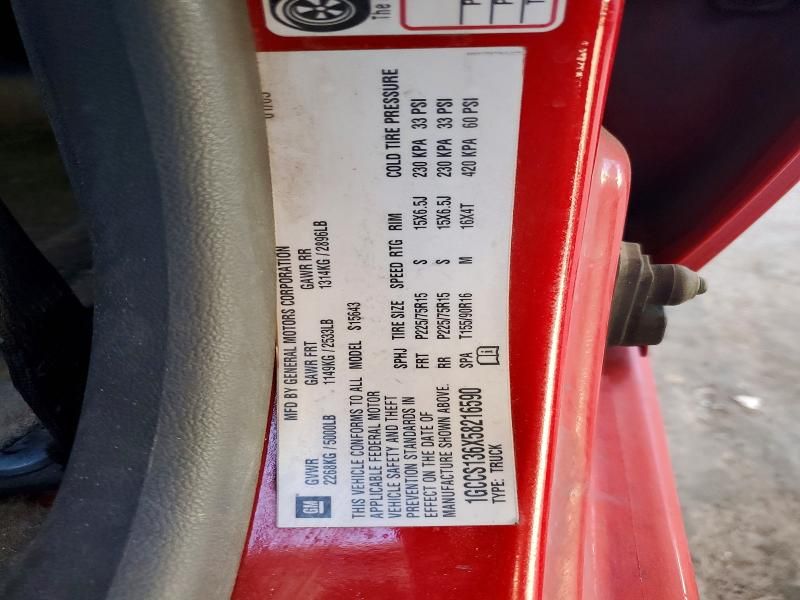 The
P
P
T
01/05
MFD BY GENERAL MOTORS CORPORATION
GM GVWR GAWR FRT GAWR RR
2268KG / 5000LB 1149KG / 2533LB 1314KG / 2896LB
THIS VEHICLE CONFORMS TO ALL MODEL S15643
APPLICABLE FEDERAL MOTOR
VEHICLE SAFETY AND THEFT
PREVENTION STANDARDS IN
EFFECT ON THE DATE OF
MANUFACTURE SHOWN ABOVE.
SPHJ TIRE SIZE SPEED RTG RIM COLD TIRE PRESSURE
FRT P225/75R15 S 15X6.5J 230 KPA 33 PSI
RR P225/75R15 S 15X6.5J 230 KPA 33 PSI
SPA T155/90R16 M 16X4T 420 KPA 60 PSI
1GCCS136X58216590
TYPE: TRUCK